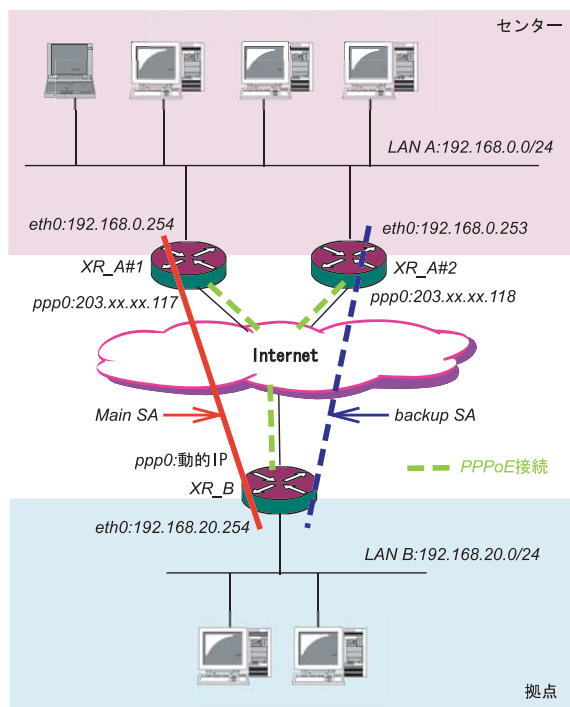 センター
LAN A:192.168.0.0/24
eth0:192.168.0.254
eth0:192.168.0.253
XR_A#1
XR_A#2
ppp0:203.xx.xx.117
ppp0:203.xx.xx.118
Internet
Main SA
backup SA
ppp0:動的IP
PPPoE接続
XR_B
eth0:192.168.20.254
LAN B:192.168.20.0/24
拠点